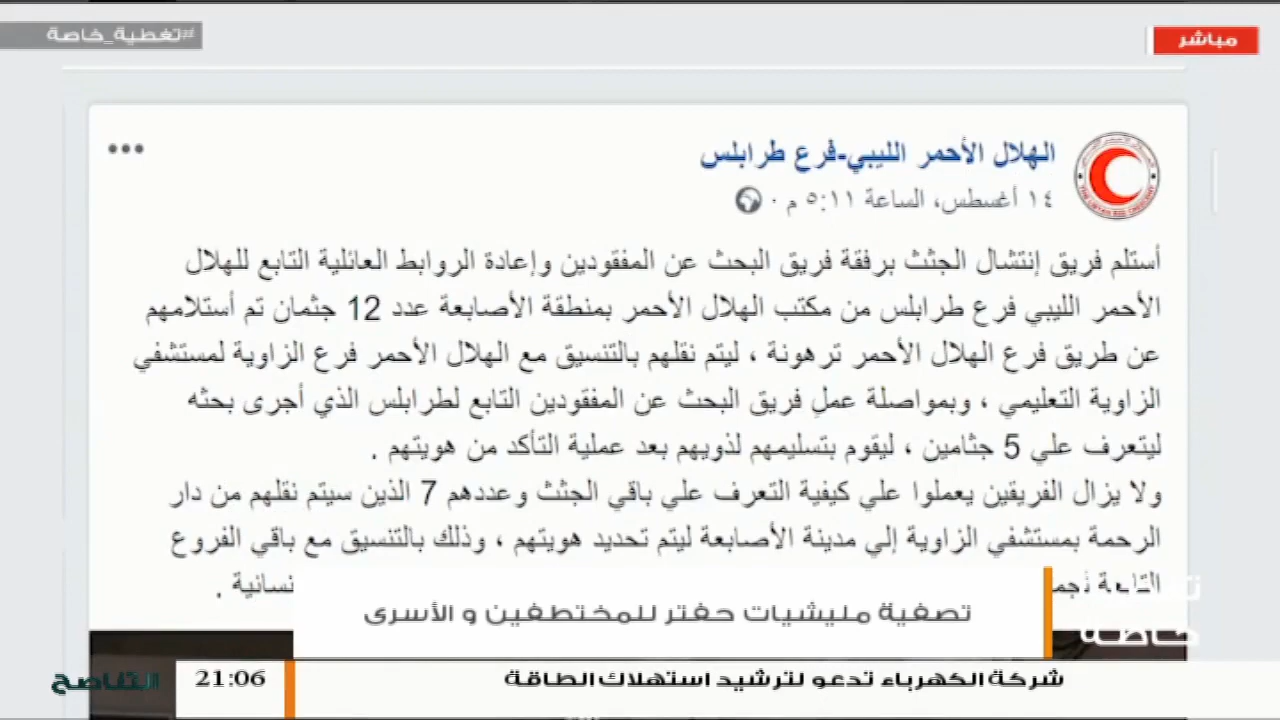 #تغطية_خاصة
مباشر
الهلال الأحمر الليبي-فرع طرابلس
١٤ أغسطس، الساعة ٥:١١ م ·
أستلم فريق إنتشال الجثث برفقة فريق البحث عن المفقودين وإعادة الروابط العائلية التابع للهلال
الأحمر الليبي فرع طرابلس من مكتب الهلال الأحمر بمنطقة الأصابعة عدد 12 جثمان تم أستلامهم
عن طريق فرع الهلال الأحمر ترهونة ، ليتم نقلهم بالتنسيق مع الهلال الأحمر فرع الزاوية لمستشفي
الزاوية التعليمي ، وبمواصلة عمل فريق البحث عن المفقودين التابع لطرابلس الذي أجرى بحثه
ليتعرف علي 5 جثامين ، ليقوم بتسليمهم لذويهم بعد عملية التأكد من هويتهم .
ولا يزال الفريقين يعملوا علي كيفية التعرف علي باقي الجثث وعددهم 7 الذين سيتم نقلهم من دار
الرحمة بمستشفي الزاوية إلي مدينة الأصابعة ليتم تحديد هويتهم ، وذلك بالتنسيق مع باقي الفروع
خاصة
تصفية مليشيات حفتر للمختطفين و الأسرى
شركة الكهرباء تدعو لترشيد استهلاك الطاقة
21:06
التناصح